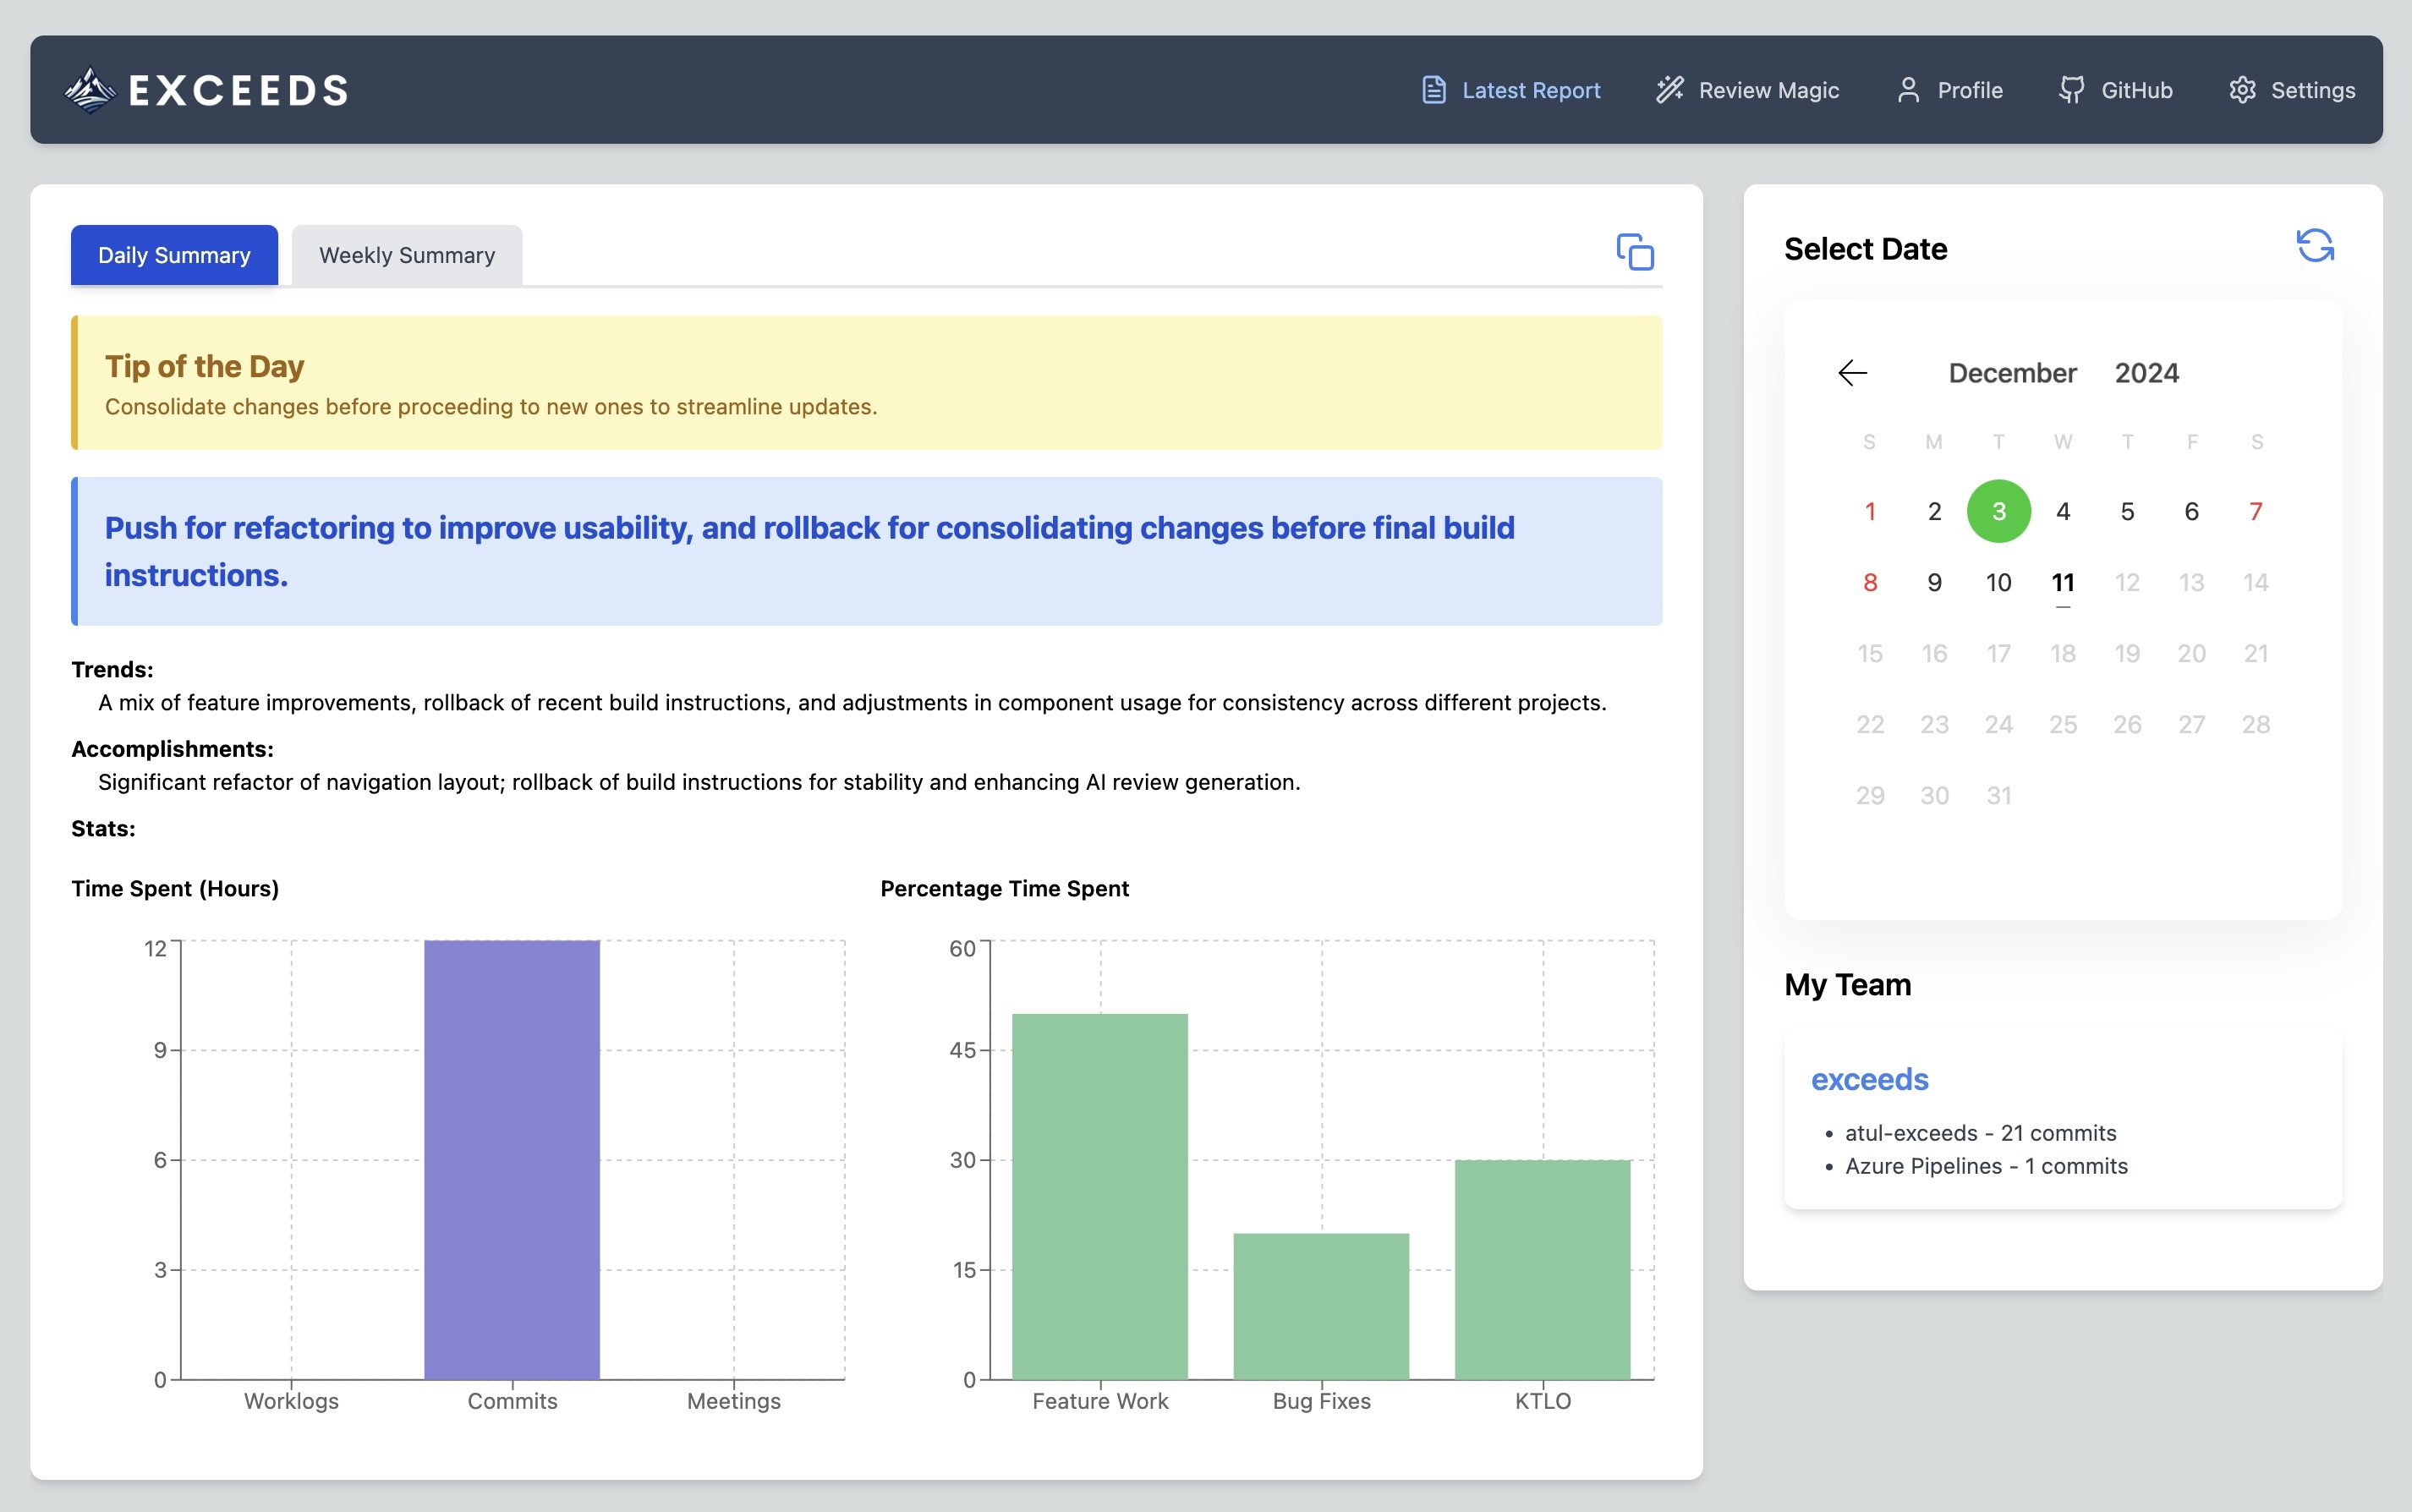 EXCEEDS
Latest Report
Review Magic
Profile
GitHub
Settings
Daily Summary
Weekly Summary
Tip of the Day
Consolidate changes before proceeding to new ones to streamline updates.
Push for refactoring to improve usability, and rollback for consolidating changes before final build
instructions.
Trends:
A mix of feature improvements, rollback of recent build instructions, and adjustments in component usage for consistency across different projects.
Accomplishments:
Significant refactor of navigation layout; rollback of build instructions for stability and enhancing AI review generation.
Stats:
Time Spent (Hours)
12
9
6
3
0
Worklogs Commits Meetings
Percentage Time Spent
60
45
30
15
0
Feature Work Bug Fixes KTLO
Select Date
December 2024
S M T W T F S
1 2 3 4 5 6 7
8 9 10 11 12 13 14
15 16 17 18 19 20 21
22 23 24 25 26 27 28
29 30 31
My Team
exceeds
• atul-exceeds - 21 commits
• Azure Pipelines - 1 commits